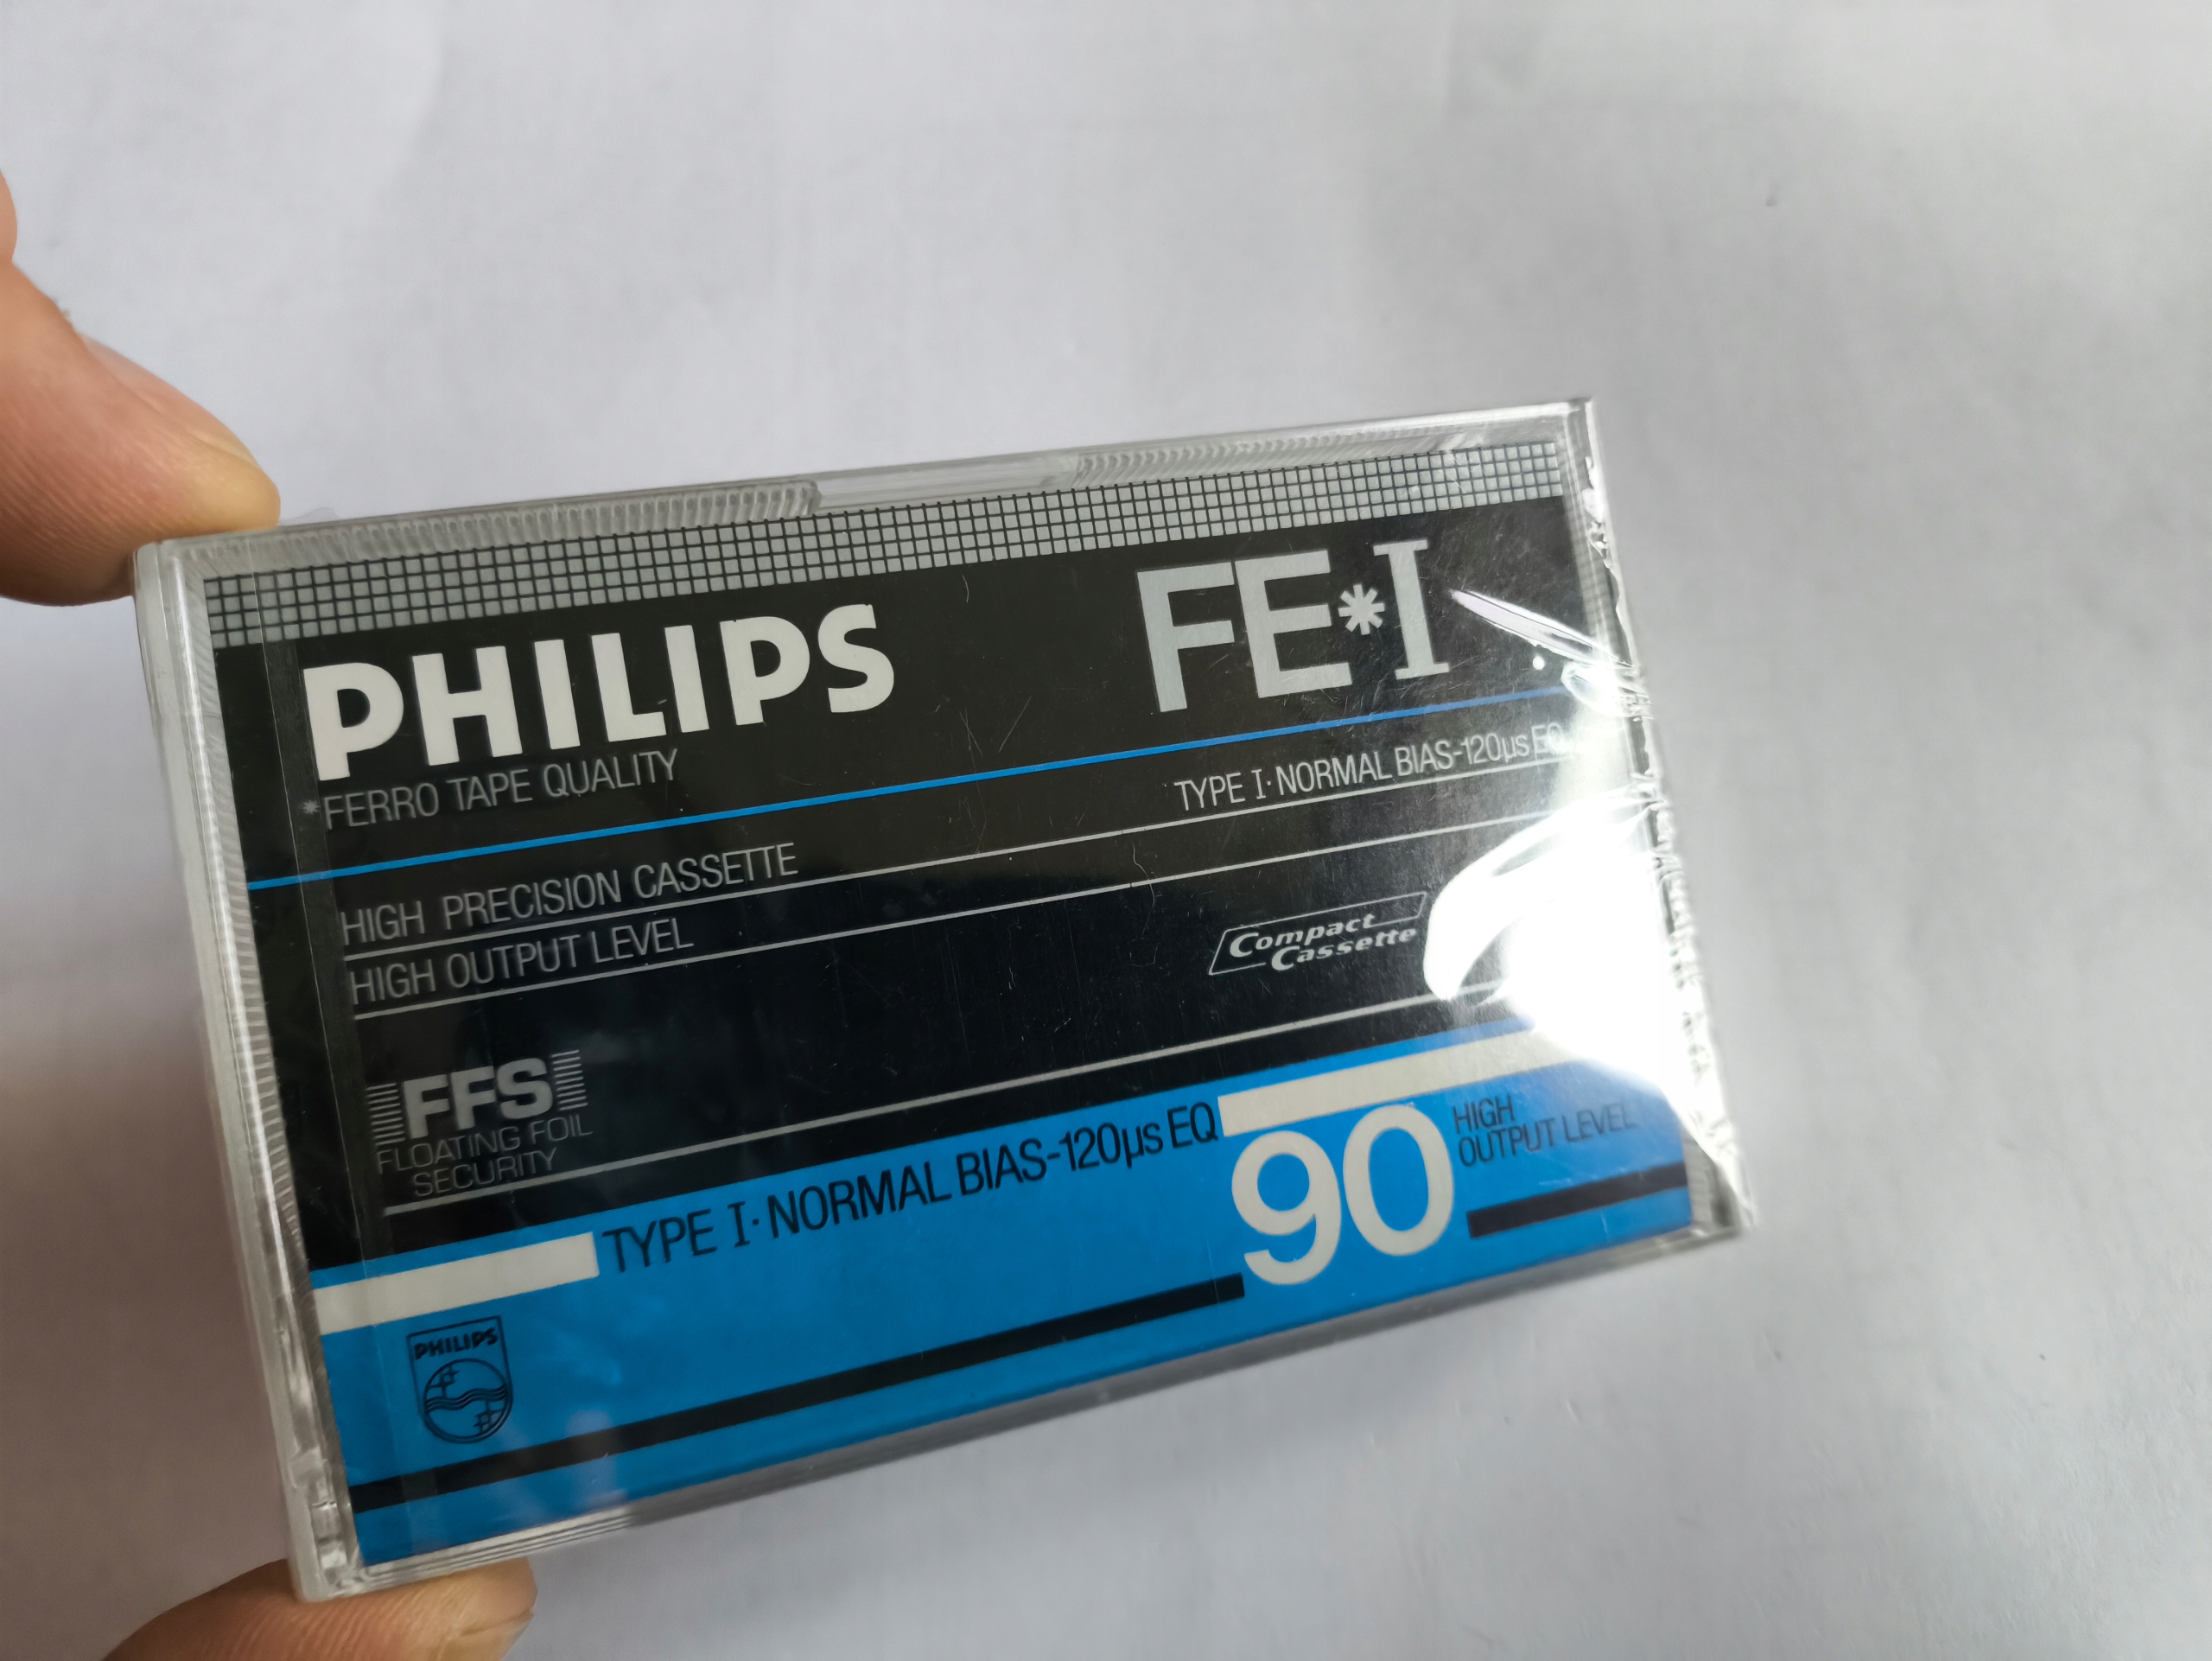 PHILIPS
FE*I
*FERRO TAPE QUALITY
TYPE I·NORMAL BIAS-120µs EQ
HIGH PRECISION CASSETTE
HIGH OUTPUT LEVEL
Compact
Cassette
FFS
FLOATING FOIL
SECURITY
TYPE I·NORMAL BIAS-120µs EQ
90
HIGH
OUTPUT LEVEL
PHILIPS